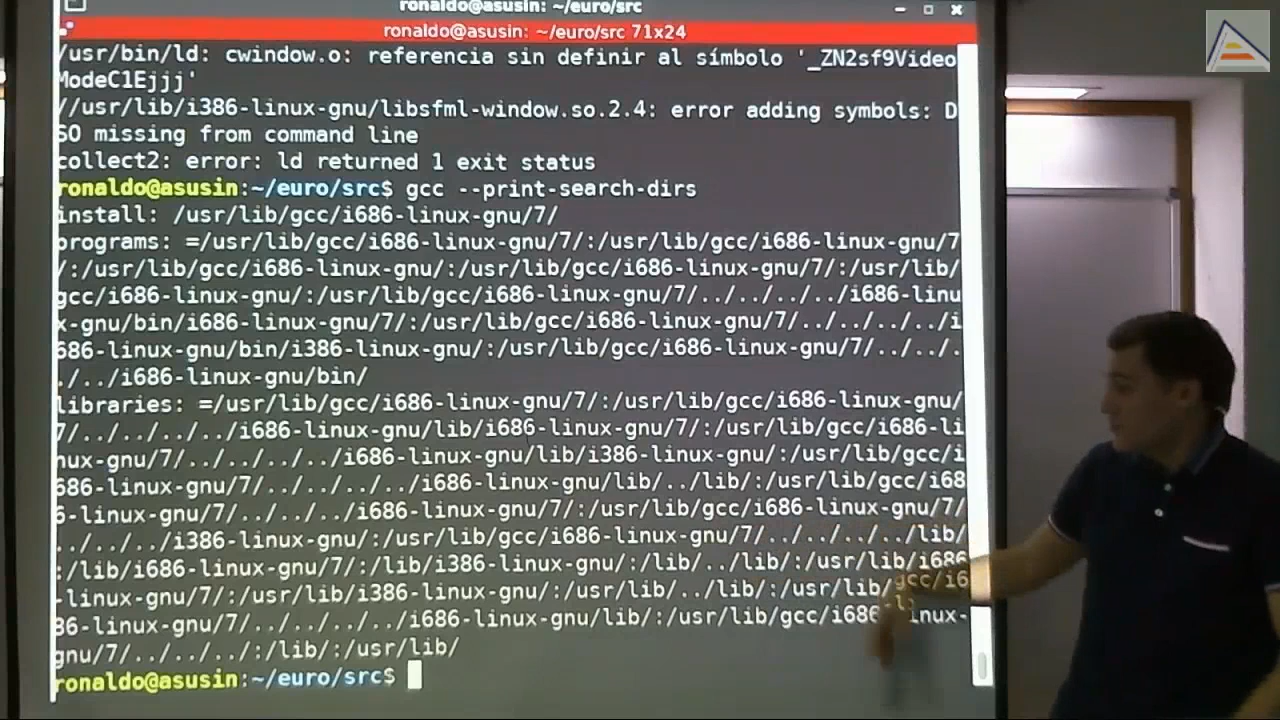 ronaldo@asusin: ~/euro/src
ronaldo@asusin: ~/euro/src 71x24
/usr/bin/ld: cwindow.o: referencia sin definir al símbolo '_ZN2sf9Video
ModeC1Ejjj'
//usr/lib/i386-linux-gnu/libsfml-window.so.2.4: error adding symbols: D
SO missing from command line
collect2: error: ld returned 1 exit status
ronaldo@asusin:~/euro/src$ gcc --print-search-dirs
install: /usr/lib/gcc/i686-linux-gnu/7/
programs: =/usr/lib/gcc/i686-linux-gnu/7/:/usr/lib/gcc/i686-linux-gnu/7
/:/usr/lib/gcc/i686-linux-gnu/:/usr/lib/gcc/i686-linux-gnu/7/:/usr/lib/
gcc/i686-linux-gnu/:/usr/lib/gcc/i686-linux-gnu/7/../../../../i686-linu
x-gnu/bin/i686-linux-gnu/7/:/usr/lib/gcc/i686-linux-gnu/7/../../../../i
686-linux-gnu/bin/i386-linux-gnu/:/usr/lib/gcc/i686-linux-gnu/7/../../.
./../i686-linux-gnu/bin/
libraries: =/usr/lib/gcc/i686-linux-gnu/7/:/usr/lib/gcc/i686-linux-gnu/
7/../../../../i686-linux-gnu/lib/i686-linux-gnu/7/:/usr/lib/gcc/i686-li
nux-gnu/7/../../../../i686-linux-gnu/lib/i386-linux-gnu/:/usr/lib/gcc/i
686-linux-gnu/7/../../../../i686-linux-gnu/lib/../lib/:/usr/lib/gcc/i68
6-linux-gnu/7/../../../i686-linux-gnu/7/:/usr/lib/gcc/i686-linux-gnu/7/
../../../i386-linux-gnu/:/usr/lib/gcc/i686-linux-gnu/7/../../../../lib/
:/lib/i686-linux-gnu/7/:/lib/i386-linux-gnu/:/lib/../lib/:/usr/lib/i686
-linux-gnu/7/:/usr/lib/i386-linux-gnu/:/usr/lib/../lib/:/usr/lib/gcc/i6
86-linux-gnu/7/../../../../i686-linux-gnu/lib/:/usr/lib/gcc/i686-linux-
gnu/7/../../../:/lib/:/usr/lib/
ronaldo@asusin:~/euro/src$